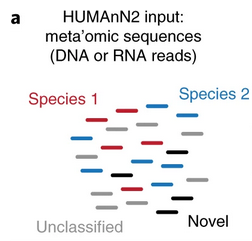 a
HUMAnN2 input:
meta'omic sequences
(DNA or RNA reads)
Species 1
Species 2
Unclassified
Novel